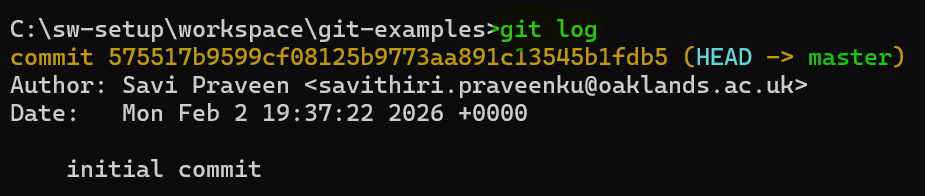 C:\sw-setup\workspace\git-examples>git log
commit 575517b9599cf08125b9773aa891c13545b1fdb5 (HEAD -> master)
Author: Savi Praveen <savithiri.praveenku@oaklands.ac.uk>
Date:   Mon Feb 2 19:37:22 2026 +0000
    initial commit